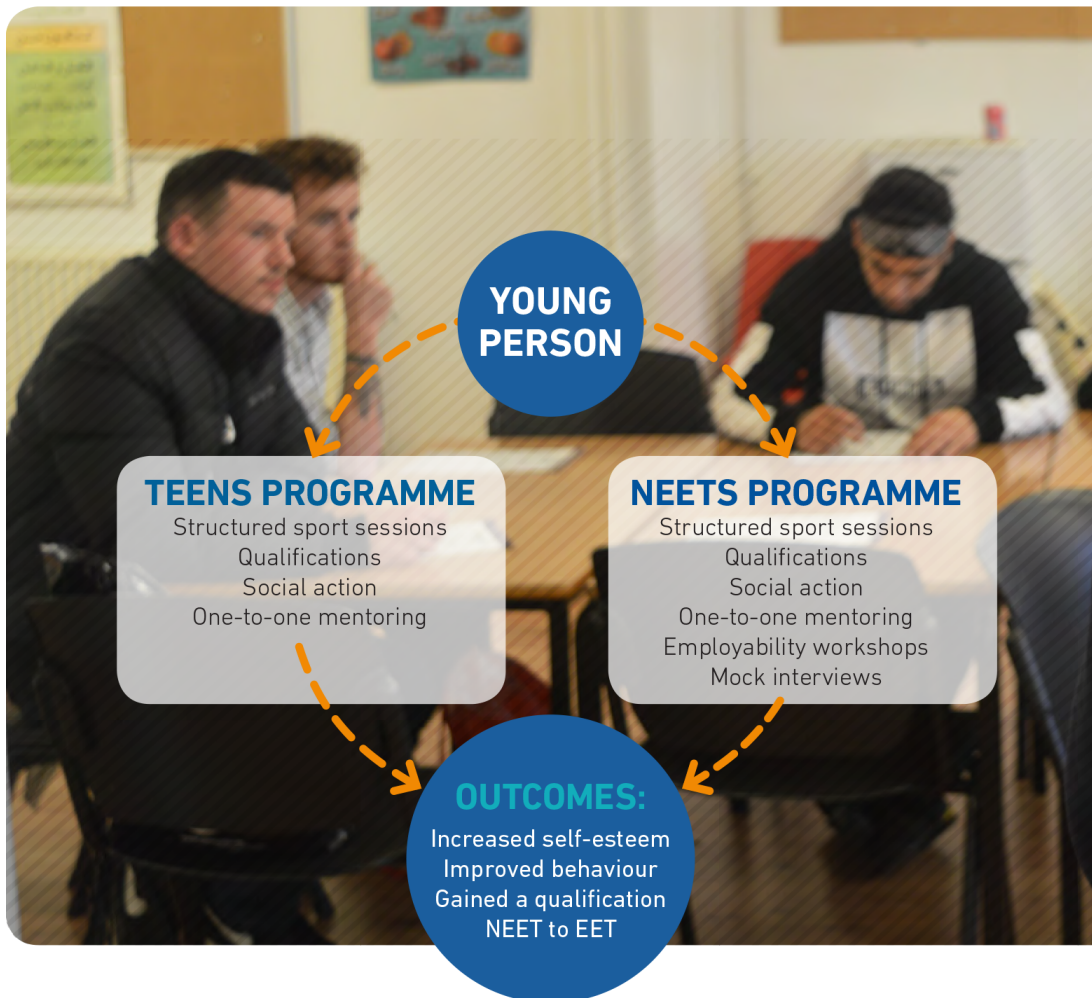 YOUNG
PERSON
TEENS PROGRAMME
Structured sport sessions
Qualifications
Social action
One-to-one mentoring
NEETS PROGRAMME
Structured sport sessions
Qualifications
Social action
One-to-one mentoring
Employability workshops
Mock interviews
OUTCOMES:
Increased self-esteem
Improved behaviour
Gained a qualification
NEET to EET